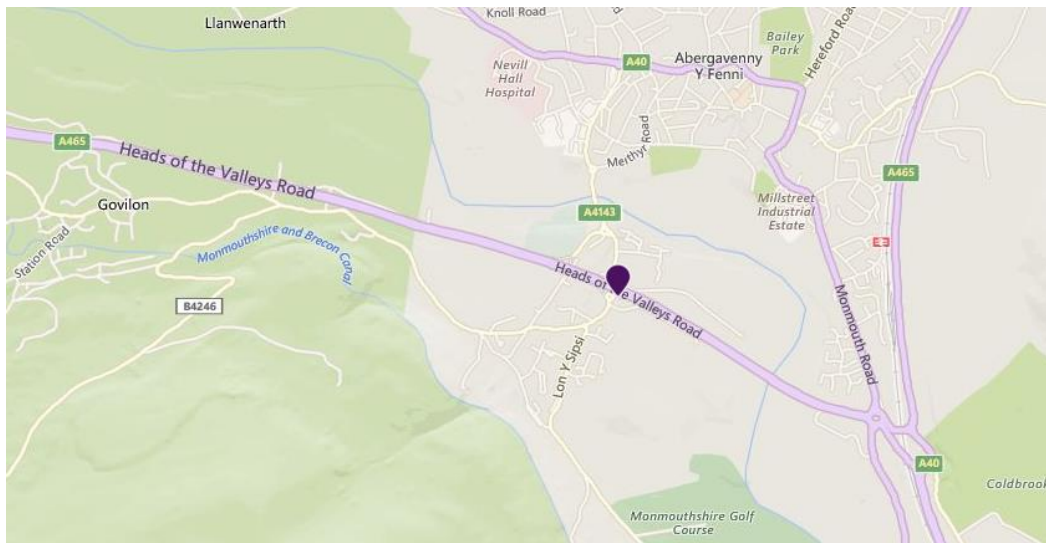 Llanwenarth
Knoll Road
Bailey
Park
Hereford Road
A40
Abergavenny
Y Fenni
Nevill
Hall
Hospital
A465
Heads of the Valleys Road
Merthyr Road
A465
Govilon
Millstreet
Industrial
Estate
A4143
Station Road
Monmouthshire and Brecon Canal
Heads of the Valleys Road
B4246
Monmouth Road
Lon Y Sipsi
A40
Coldbrook
Monmouthshire Golf
Course